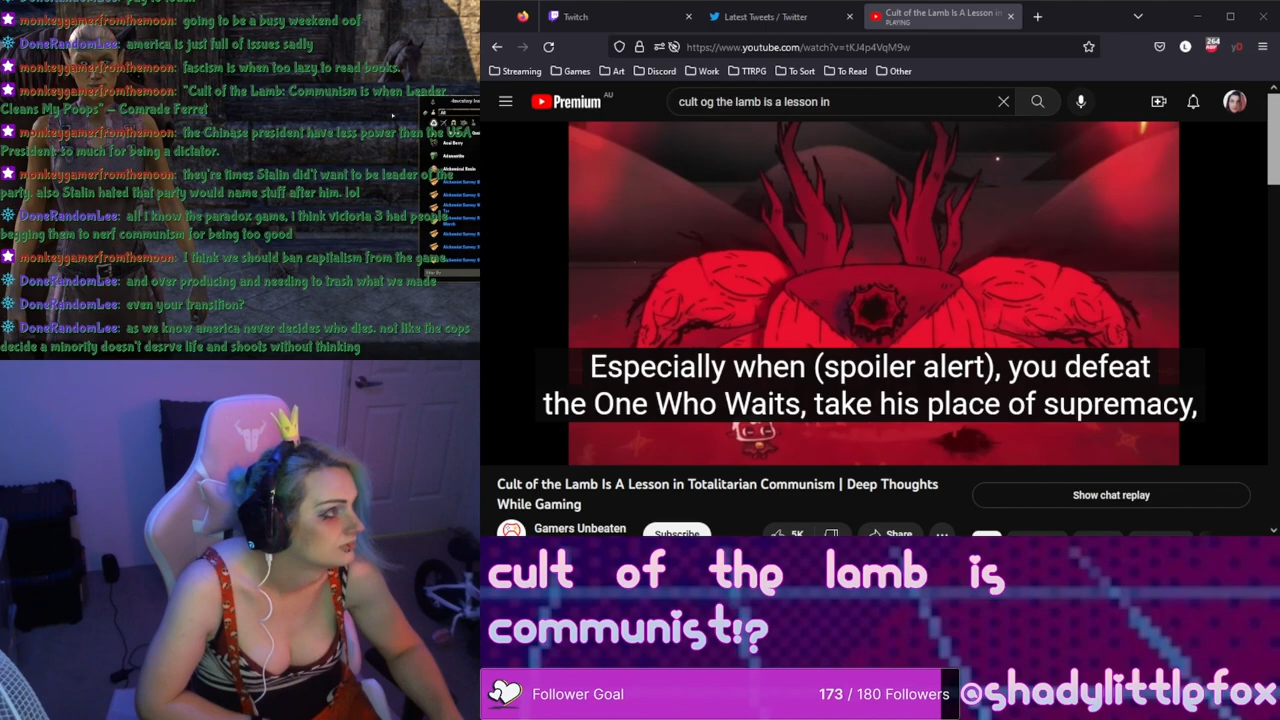 monkeygamerfromthemoon: going to be a busy weekend oof
DoneRandomLee: america is just full of issues sadly
monkeygamerfromthemoon: fascism is when too lazy to read books.
monkeygamerfromthemoon: "Cult of the Lamb: Communism is when Leader
Cleans My Poops" – Comrade Ferret
monkeygamerfromthemoon: the Chinese president have less power then the USA
President so much for being a dictator.
monkeygamerfromthemoon: they're times Stalin didn't want to be leader of the
party. also Stalin hated that party would name stuff after him. lol
DoneRandomLee: all I know the paradox game, I think victoria 3 had people
begging them to nerf communism for being too good
monkeygamerfromthemoon: I think we should ban capitalism from the game.
DoneRandomLee: and over producing and needing to trash what we made
DoneRandomLee: even your transition?
DoneRandomLee: as we know america never decides who dies. not like the cops
decide a minority doesn't desrve life and shoots without thinking
Twitch
Latest Tweets / Twitter
Cult of the Lamb Is A Lesson in
PLAYING
https://www.youtube.com/watch?v=tKJ4p4VqM9w
264
Streaming Games Art Discord Work TTRPG To Sort To Read Other
Premium AU
cult og the lamb is a lesson in
Especially when (spoiler alert), you defeat
the One Who Waits, take his place of supremacy,
Cult of the Lamb Is A Lesson in Totalitarian Communism | Deep Thoughts
While Gaming
Show chat replay
Gamers Unbeaten
Subscribe
5K
Share
cult of the lamb is
communist!?
Follower Goal
173 / 180 Followers
@shadylittlefox